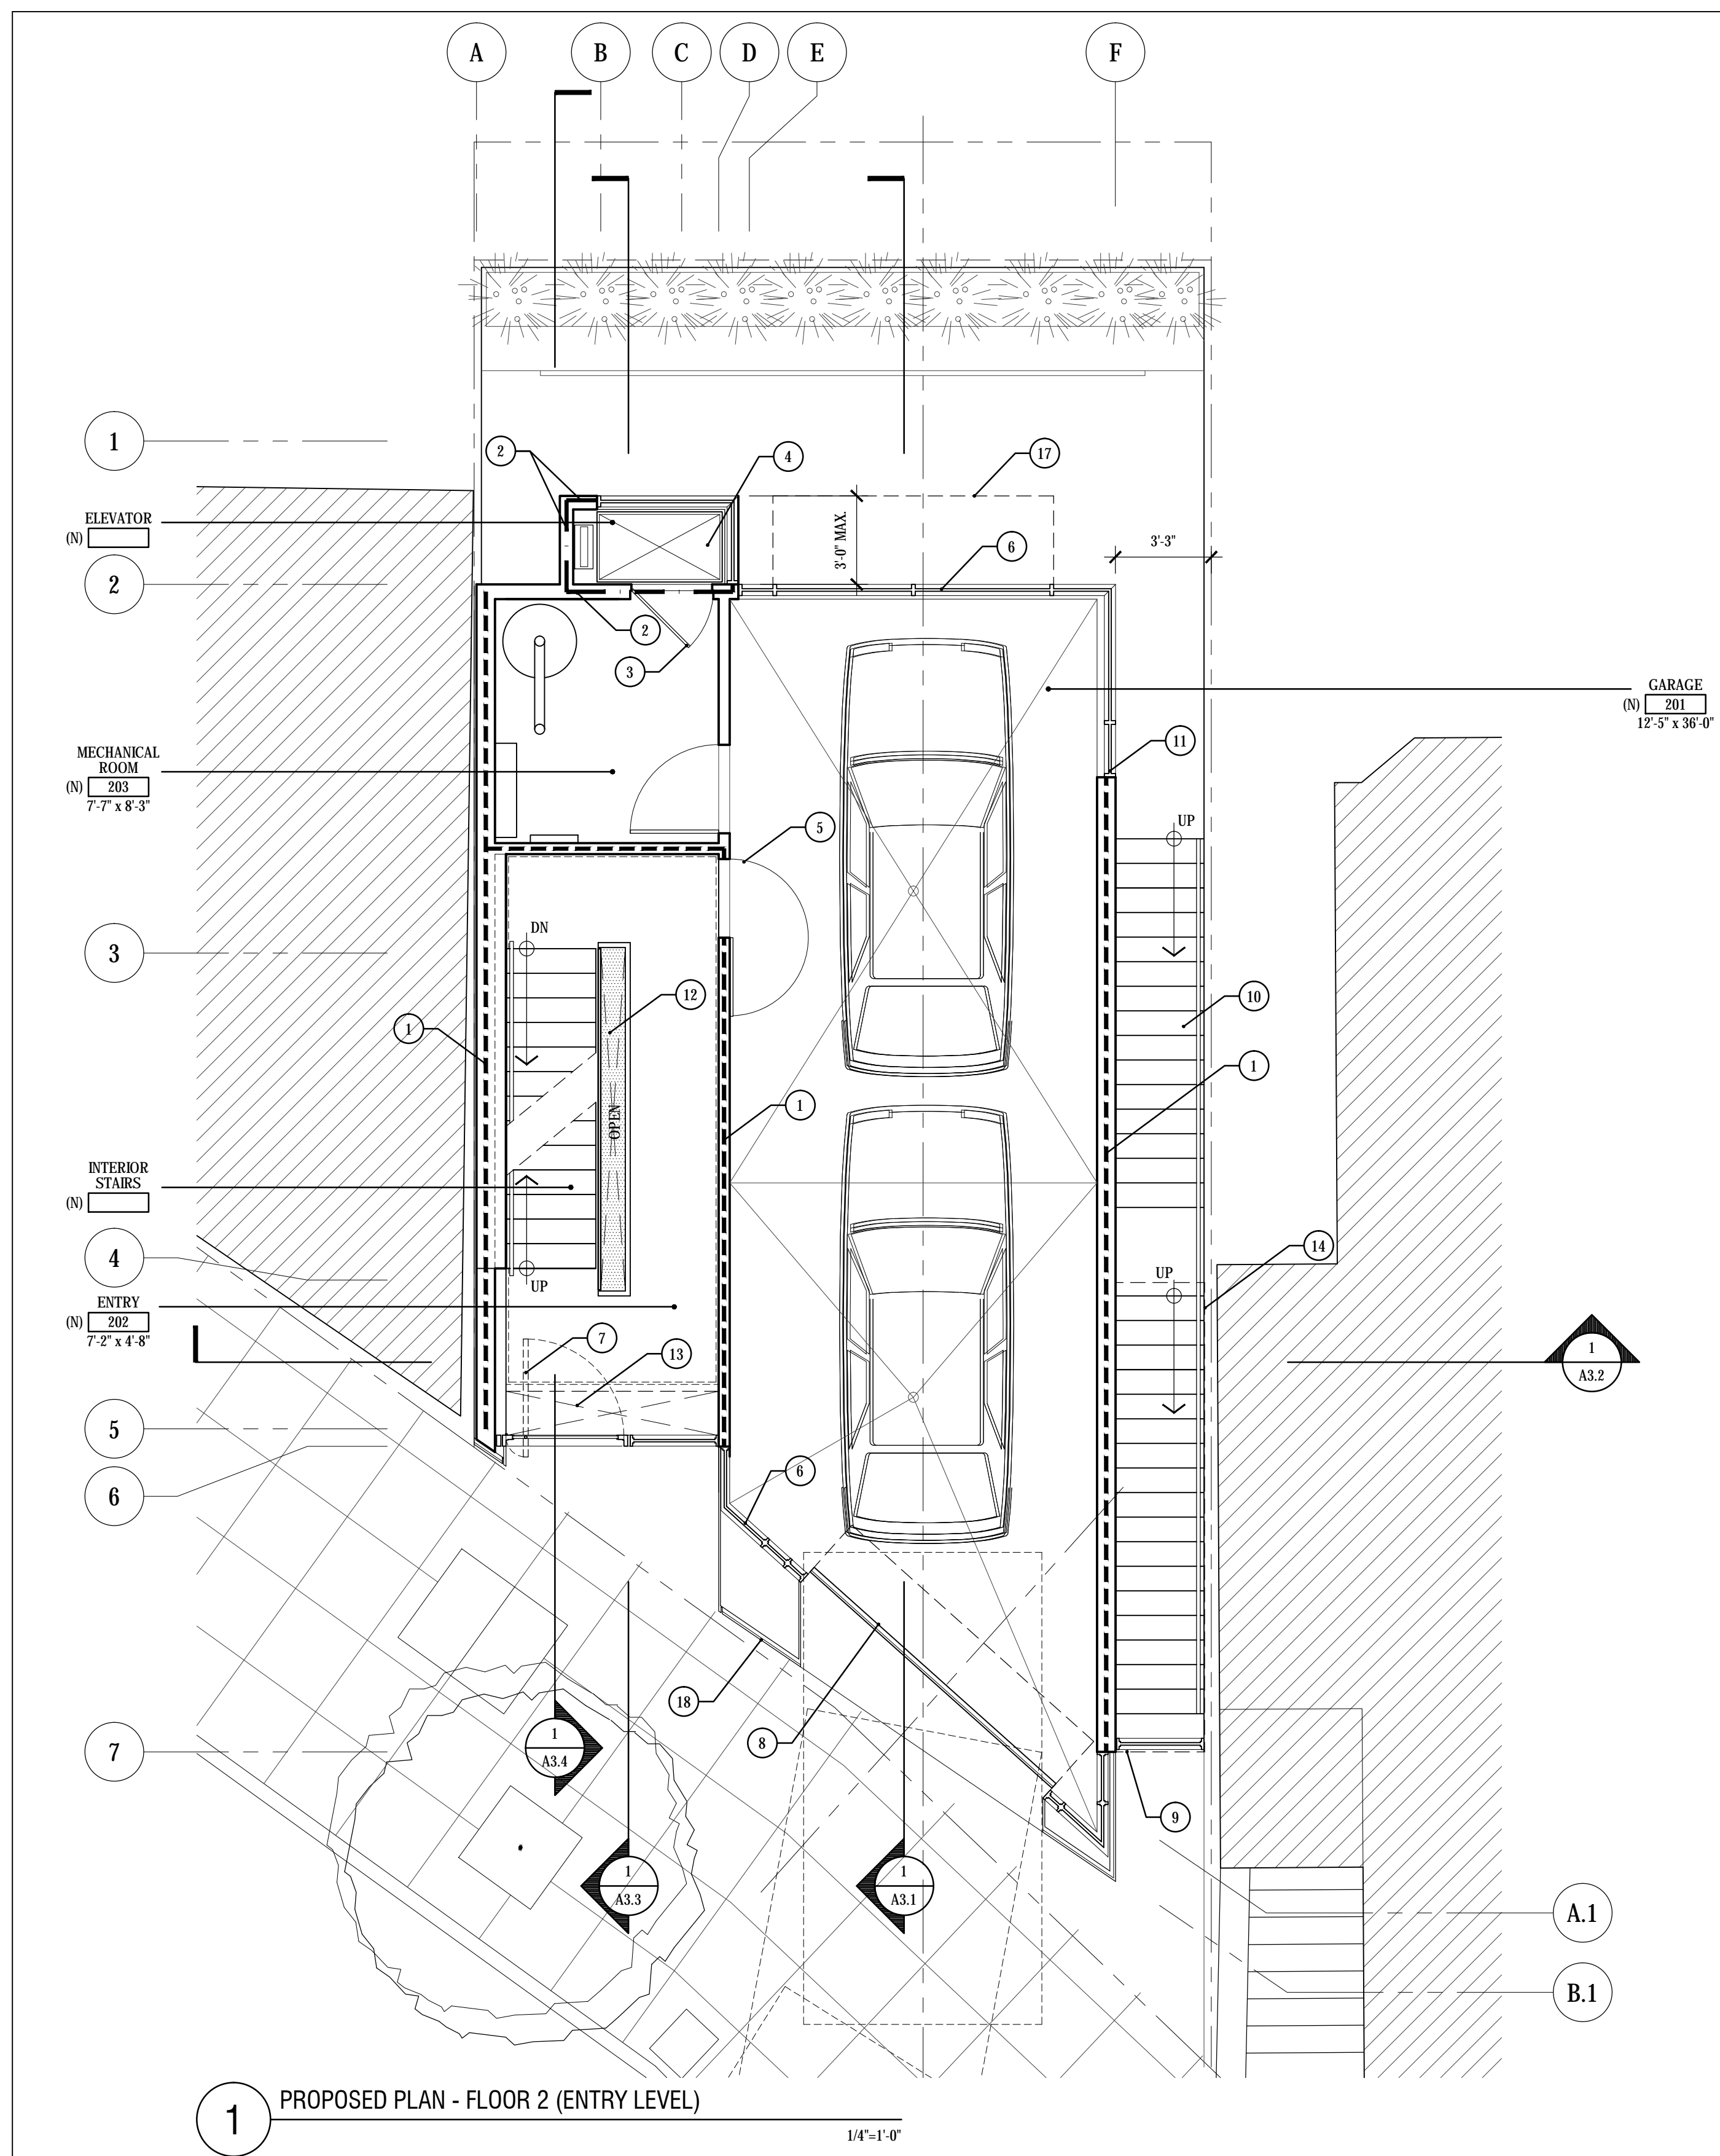 A B C D E F
1
2 4 17
ELEVATOR
(N)
3'-0" MAX.
6
3'-3"
2
2
3
GARAGE
(N) 201
12'-5" x 36'-0"
11
MECHANICAL
ROOM
(N) 203
7'-7" x 8'-3"
5
UP
DN
3
12
10
1
1
1
OPEN
INTERIOR
STAIRS
(N)
4
14
UP
UP
ENTRY
(N) 202
7'-2" x 4'-8"
7
13
1
A3.2
5
6
6
18
8
7
1
A3.4
9
1
A3.3
1
A3.1
A.1
B.1
1 PROPOSED PLAN - FLOOR 2 (ENTRY LEVEL)
1/4"=1'-0"